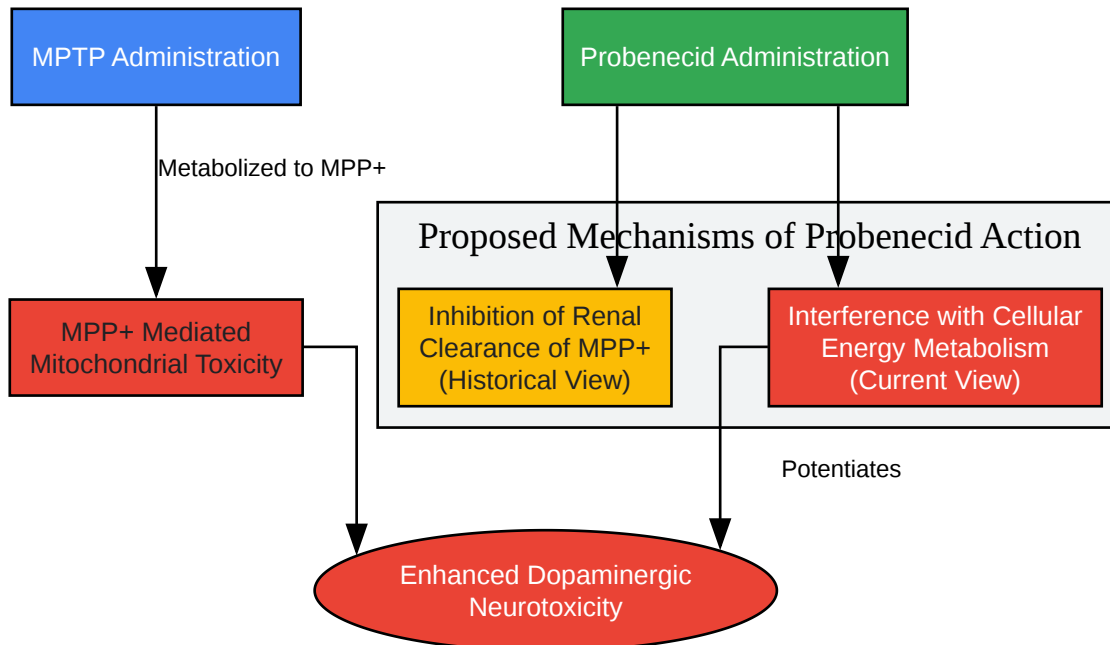 MPTP Administration
Probenecid Administration
Metabolized to MPP+
Proposed Mechanisms of Probenecid Action
MPP+ Mediated
Mitochondrial Toxicity
Inhibition of Renal
Clearance of MPP+
(Historical View)
Interference with Cellular
Energy Metabolism
(Current View)
Potentiates
Enhanced Dopaminergic
Neurotoxicity